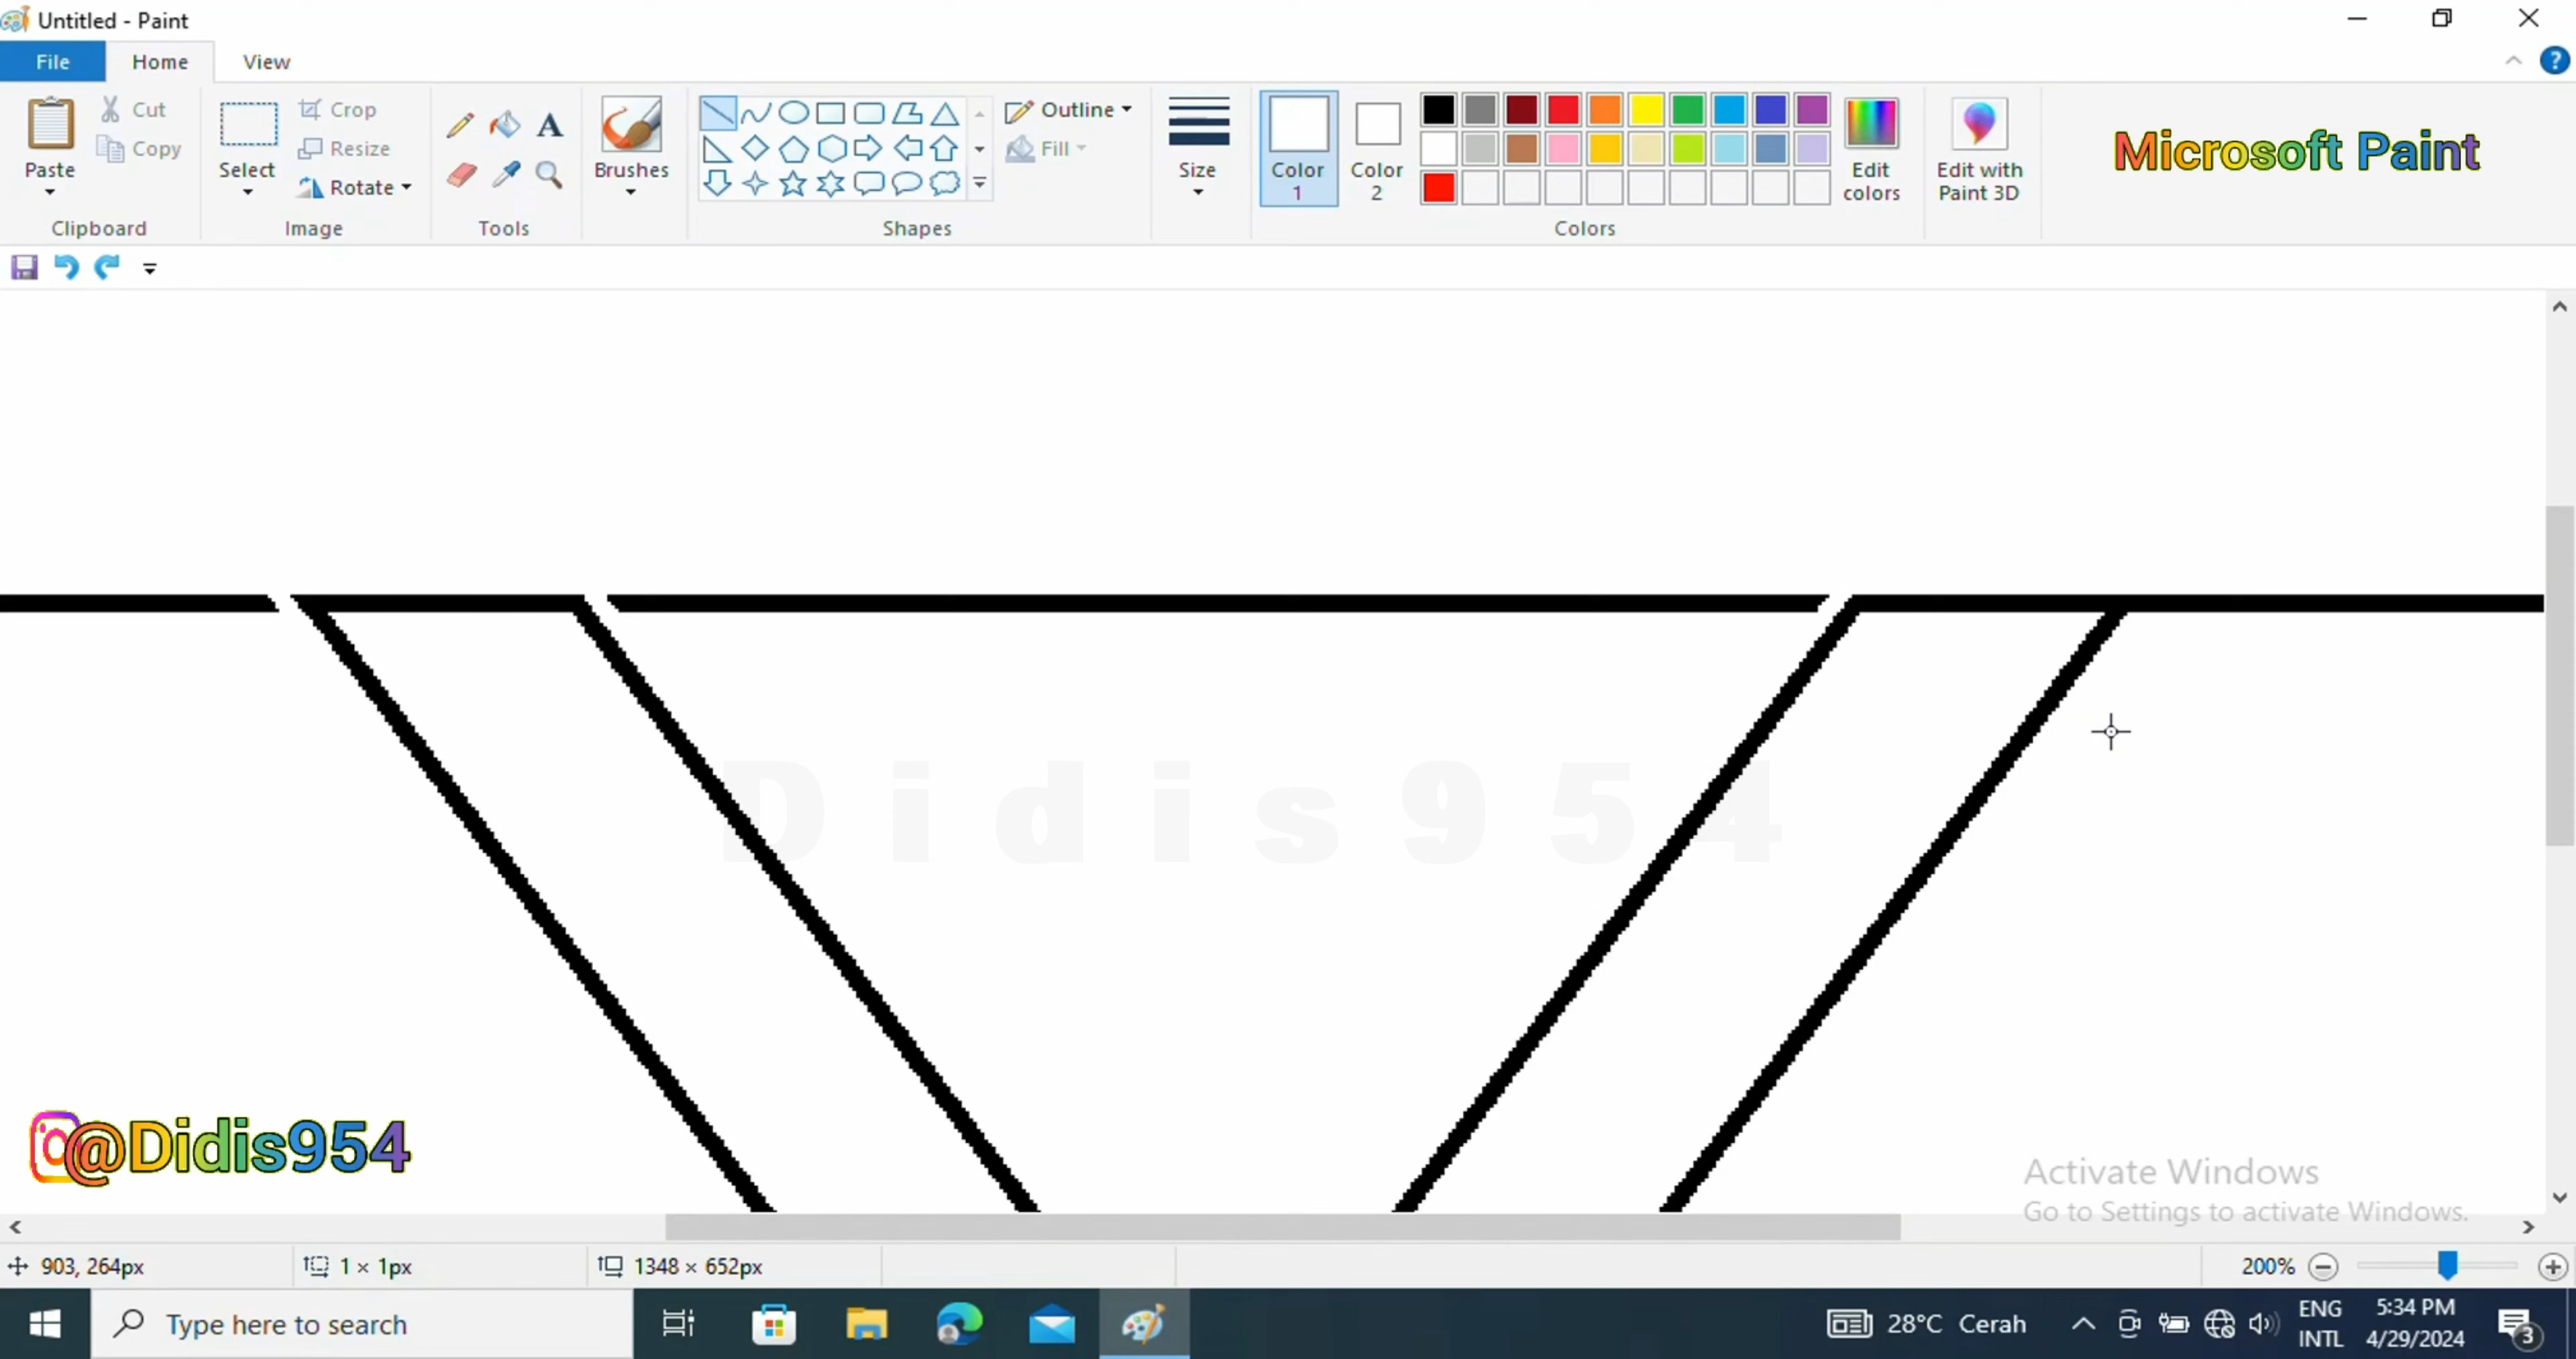 Untitled - Paint
File Home View
Paste Cut Copy Clipboard
Select Crop Resize Rotate Image
Tools
Brushes
Outline Fill Shapes
Size
Color 1
Color 2
Edit colors
Colors
Edit with Paint 3D
Microsoft Paint
Didis954
@Didis954
Activate Windows
Go to Settings to activate Windows.
903, 264px 1 × 1px 1348 × 652px 200%
Type here to search
28°C Cerah
ENG INTL
5:34 PM
4/29/2024
3